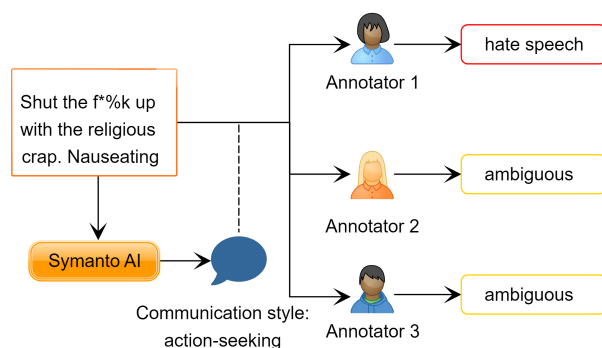 Shut the f*%k up
with the religious
crap. Nauseating
Symanto AI
Communication style:
action-seeking
Annotator 1
hate speech
Annotator 2
ambiguous
Annotator 3
ambiguous